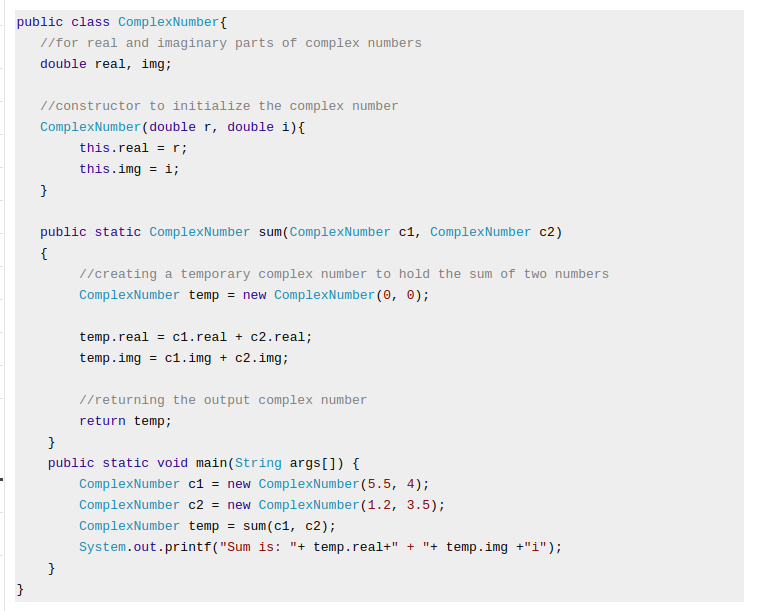 public class ComplexNumber{
//for real and imaginary parts of complex numbers
double real, img;
//constructor to initialize the complex number
ComplexNumber(double r, double i){
this.real = r;
this.img = i;
}
public static ComplexNumber sum(ComplexNumber c1, ComplexNumber c2)
{
//creating a temporary complex number to hold the sum of two numbers
ComplexNumber temp = new ComplexNumber(0, 0);
temp.real = c1.real + c2.real;
temp.img = c1.img + c2.img;
//returning the output complex number
return temp;
}
public static void main(String args[]) {
ComplexNumber c1 = new ComplexNumber(5.5, 4);
ComplexNumber c2 = new ComplexNumber(1.2, 3.5);
ComplexNumber temp = sum(c1, c2);
System.out.printf("Sum is: "+ temp.real+" + "+ temp.img +"i");
}
}